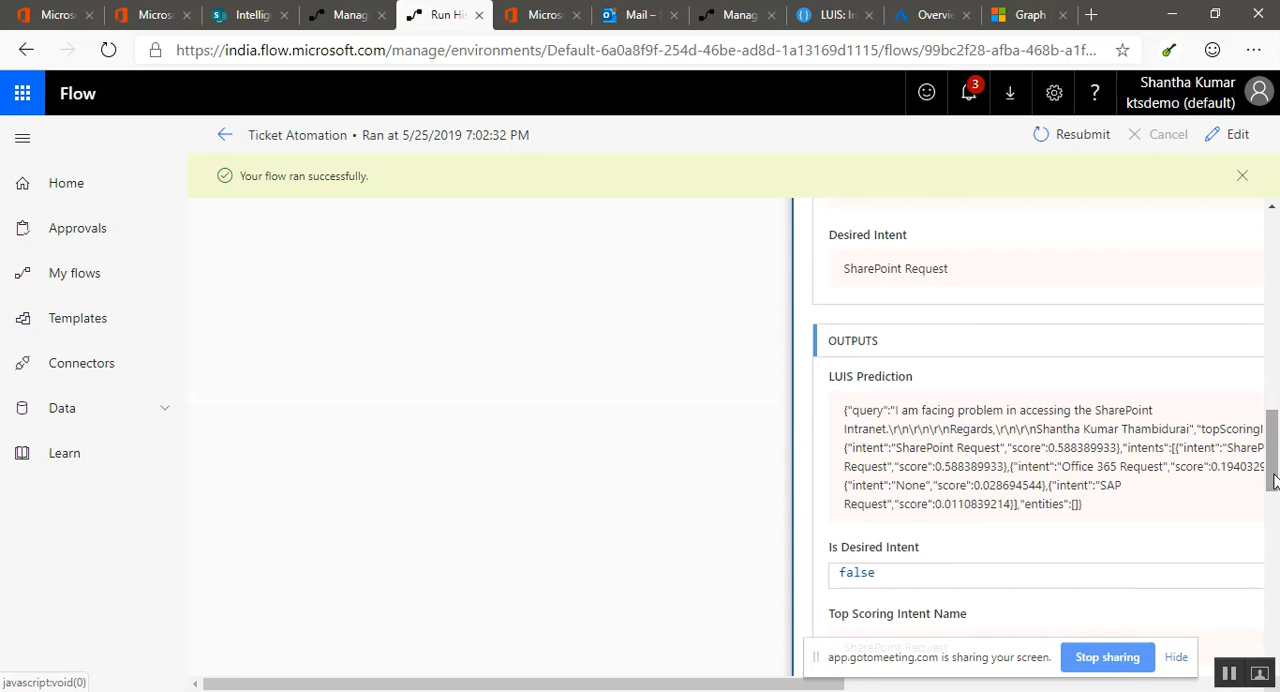 Micros
Micros
Intellig
Manag
Run His
Micros
Mail –
Manag
LUIS: In
Overvi
Graph
https://india.flow.microsoft.com/manage/environments/Default-6a0a8f9f-254d-46be-ad8d-1a13169d1115/flows/99bc2f28-afba-468b-a1f...
Flow
3
?
Shantha Kumar
ktsdemo (default)
Ticket Atomation • Ran at 5/25/2019 7:02:32 PM
Resubmit
Cancel
Edit
Your flow ran successfully.
Home
Approvals
My flows
Templates
Connectors
Data
Learn
Desired Intent
SharePoint Request
OUTPUTS
LUIS Prediction
{"query":"I am facing problem in accessing the SharePoint
Intranet.\r\n\r\n\r\nRegards,\r\n\r\nShantha Kumar Thambidurai","topScoringI
{"intent":"SharePoint Request","score":0.588389933},"intents":[{"intent":"ShareP
Request","score":0.588389933},{"intent":"Office 365 Request","score":0.1940329
{"intent":"None","score":0.028694544},{"intent":"SAP
Request","score":0.0110839214}],"entities":[]}
Is Desired Intent
false
Top Scoring Intent Name
SharePoint Request
app.gotomeeting.com is sharing your screen.
Stop sharing
Hide
javascript:void(0)